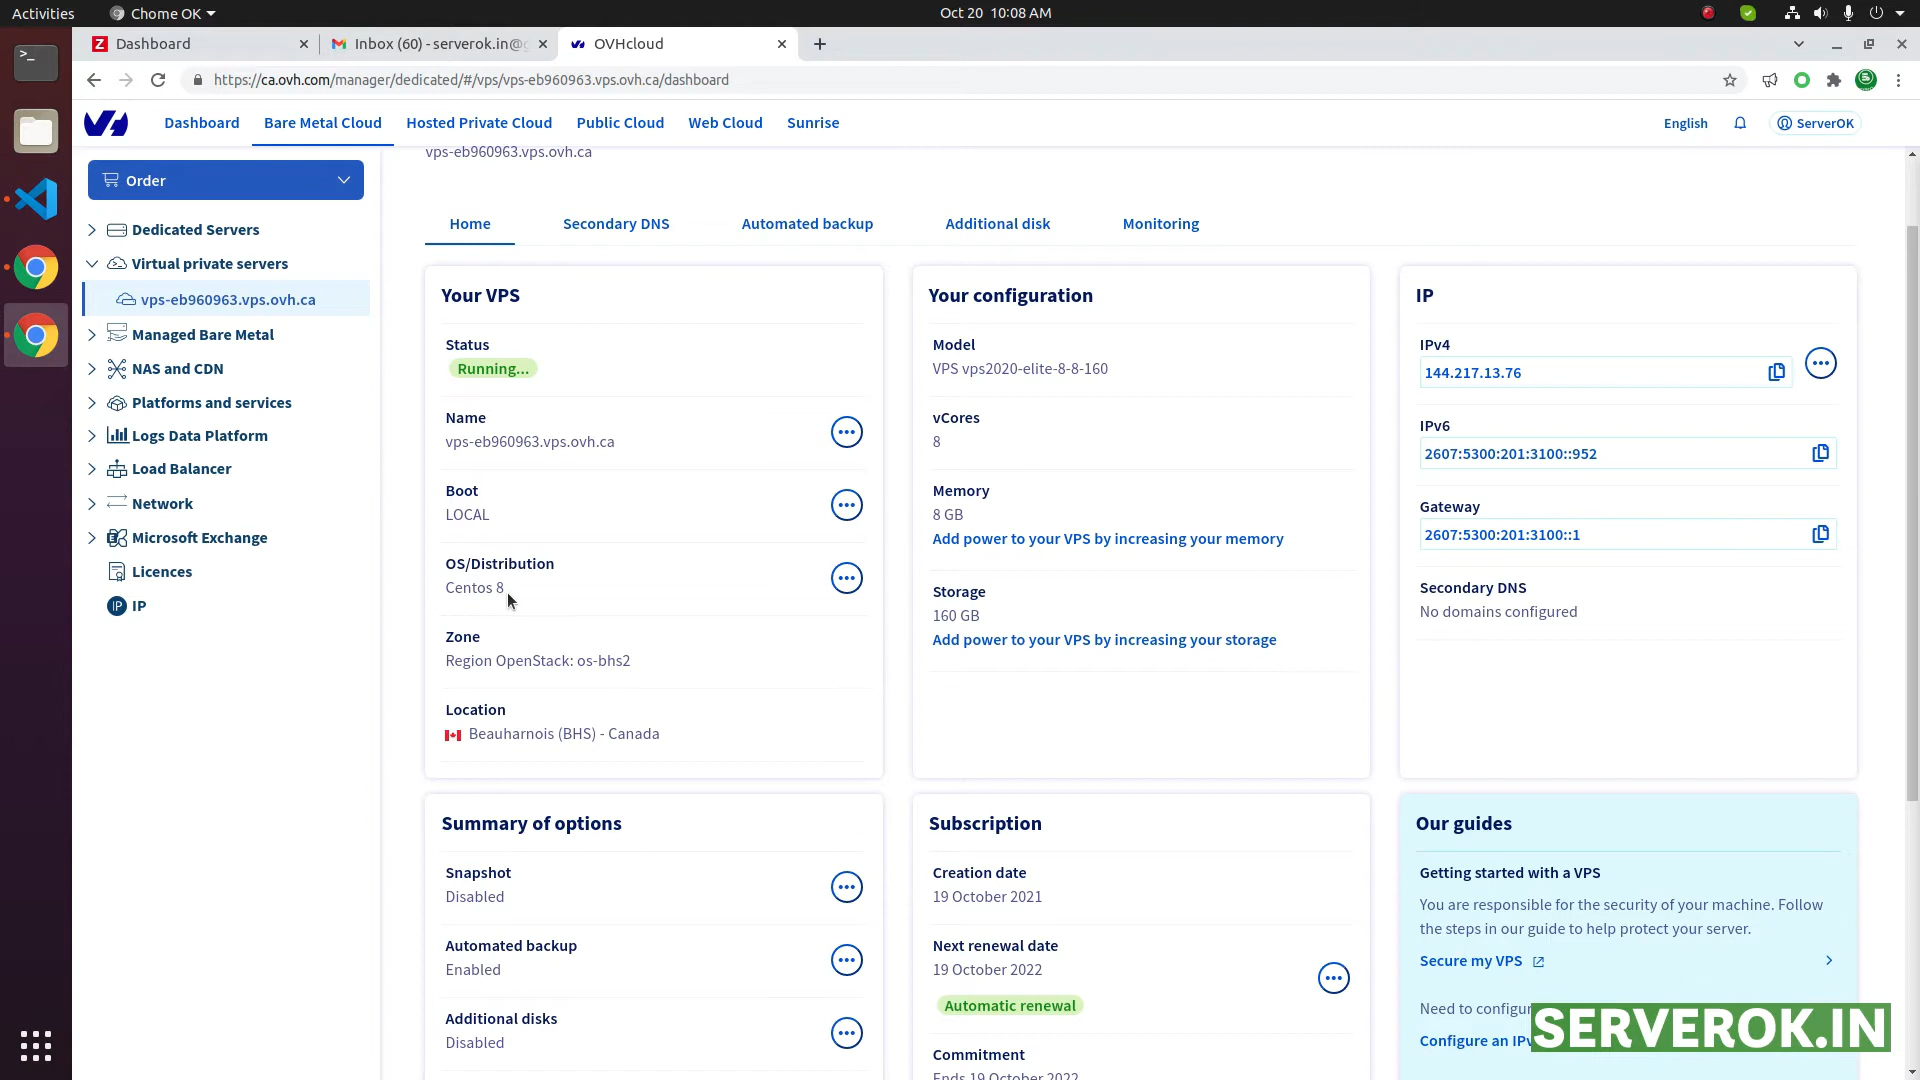 Activities
Chome OK
Oct 20 10:08 AM
Dashboard
Inbox (60) - serverok.in@g
OVHcloud
https://ca.ovh.com/manager/dedicated/#/vps/vps-eb960963.vps.ovh.ca/dashboard
Dashboard
Bare Metal Cloud
Hosted Private Cloud
Public Cloud
Web Cloud
Sunrise
English
ServerOK
Order
Dedicated Servers
Virtual private servers
vps-eb960963.vps.ovh.ca
Managed Bare Metal
NAS and CDN
Platforms and services
Logs Data Platform
Load Balancer
Network
Microsoft Exchange
Licences
IP IP
vps-eb960963.vps.ovh.ca
Home
Secondary DNS
Automated backup
Additional disk
Monitoring
Your VPS
Status
Running...
Name
vps-eb960963.vps.ovh.ca
Boot
LOCAL
OS/Distribution
Centos 8
Zone
Region OpenStack: os-bhs2
Location
Beauharnois (BHS) - Canada
Your configuration
Model
VPS vps2020-elite-8-8-160
vCores
8
Memory
8 GB
Add power to your VPS by increasing your memory
Storage
160 GB
Add power to your VPS by increasing your storage
IP
IPv4
144.217.13.76
IPv6
2607:5300:201:3100::952
Gateway
2607:5300:201:3100::1
Secondary DNS
No domains configured
Summary of options
Snapshot
Disabled
Automated backup
Enabled
Additional disks
Disabled
Subscription
Creation date
19 October 2021
Next renewal date
19 October 2022
Automatic renewal
Commitment
Ends 19 October 2022
Our guides
Getting started with a VPS
You are responsible for the security of your machine. Follow
the steps in our guide to help protect your server.
Secure my VPS
Need to configur
Configure an IPv
SERVEROK.IN